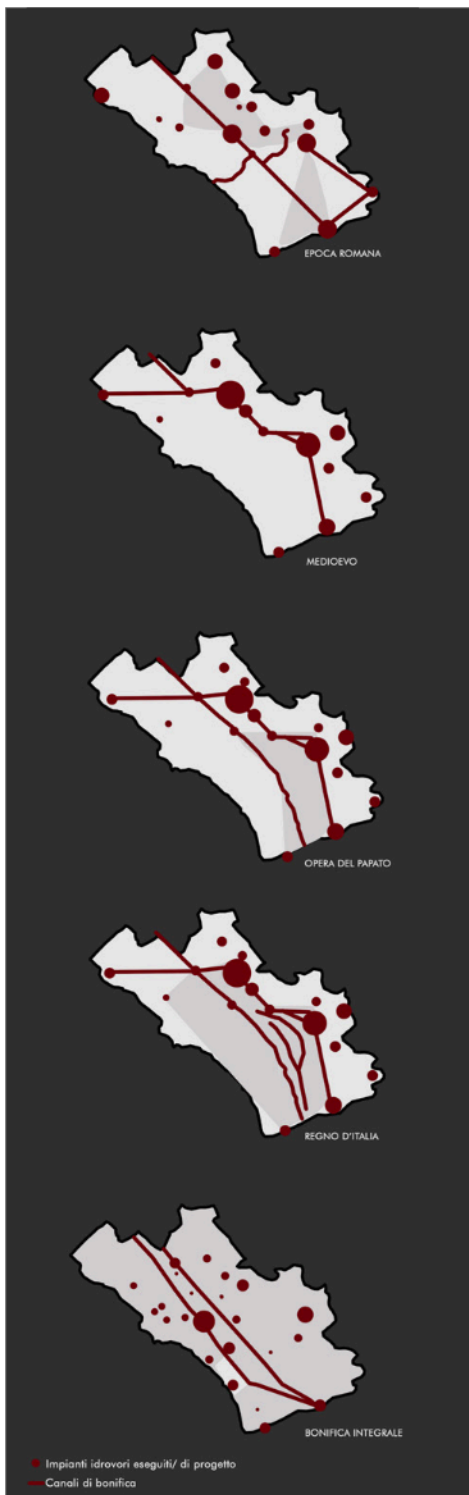 EPOCA ROMANA
MEDIOEVO
OPERA DEL PAPATO
REGNO D'ITALIA
BONIFICA INTEGRALE
Impianti idrovori eseguiti/ di progetto
Canali di bonifica